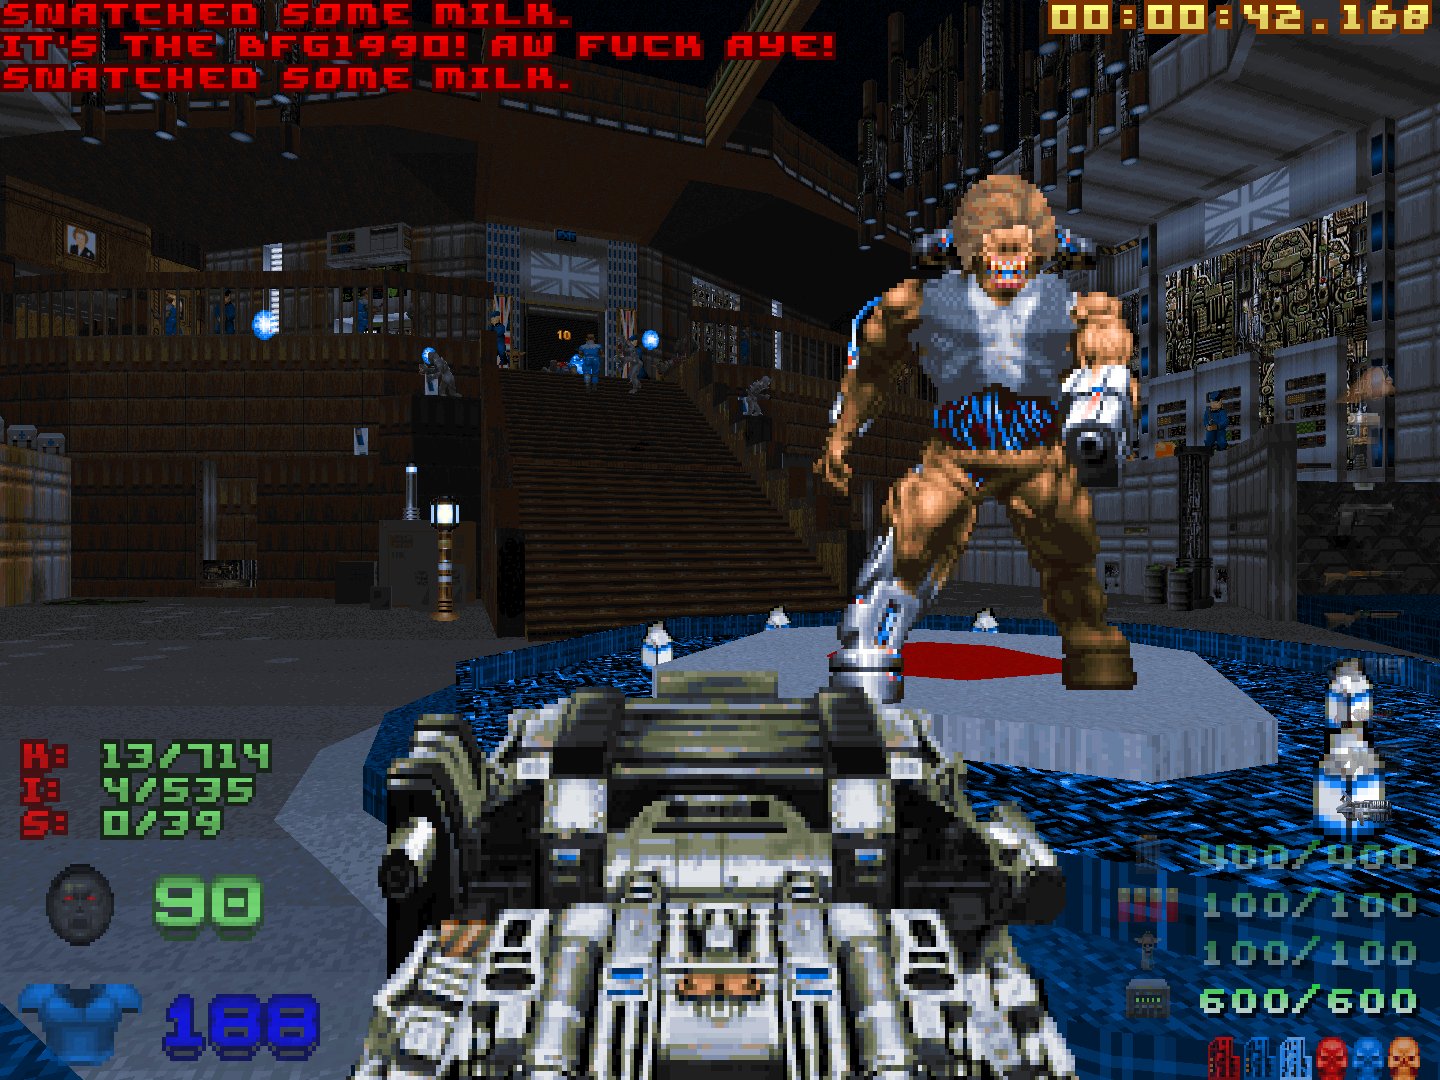 SNATCHED SOME MILK.
00:00:42.168
IT'S THE BFG1990! AW FUCK AYE!
SNATCHED SOME MILK.
10
K: 13/714
I: 4/535
S: 0/39
90
188
400/400
100/100
100/100
600/600